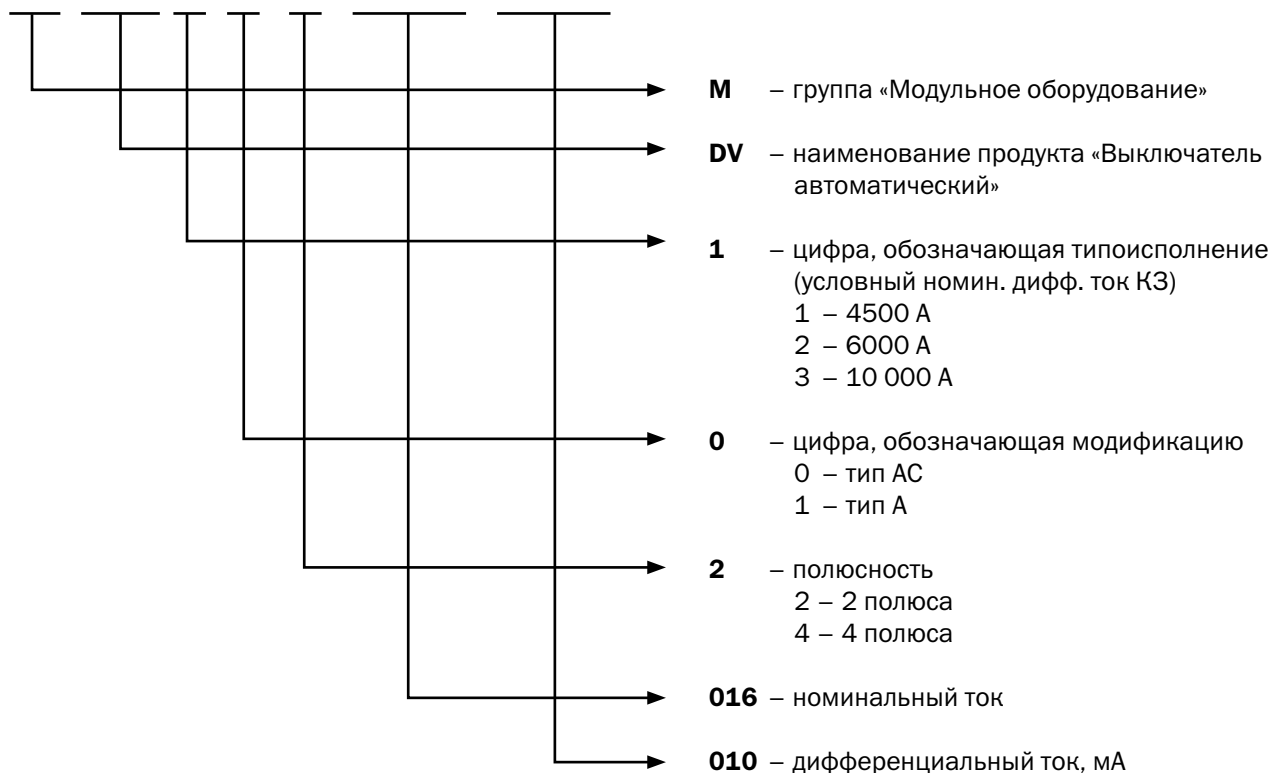 M – группа «Модульное оборудование»
DV – наименование продукта «Выключатель
автоматический»
1 – цифра, обозначающая типоисполнение
(условный номин. дифф. ток КЗ)
1 – 4500 А
2 – 6000 А
3 – 10 000 А
0 – цифра, обозначающая модификацию
0 – тип АС
1 – тип А
2 – полюсность
2 – 2 полюса
4 – 4 полюса
016 – номинальный ток
010 – дифференциальный ток, мА